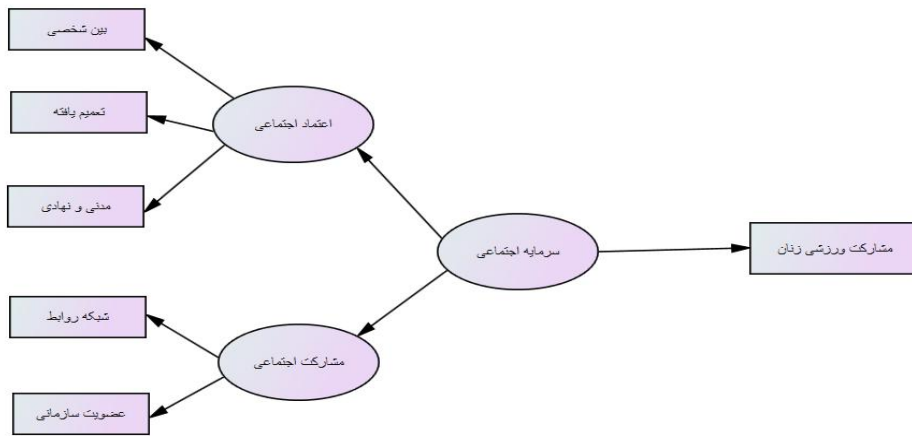 بین شخصی
تعمیم یافته
اعتماد اجتماعی
مدنی و نهادی
سرمایه اجتماعی
مشارکت ورزشی زنان
شبکه روابط
مشارکت اجتماعی
عضویت سازمانی